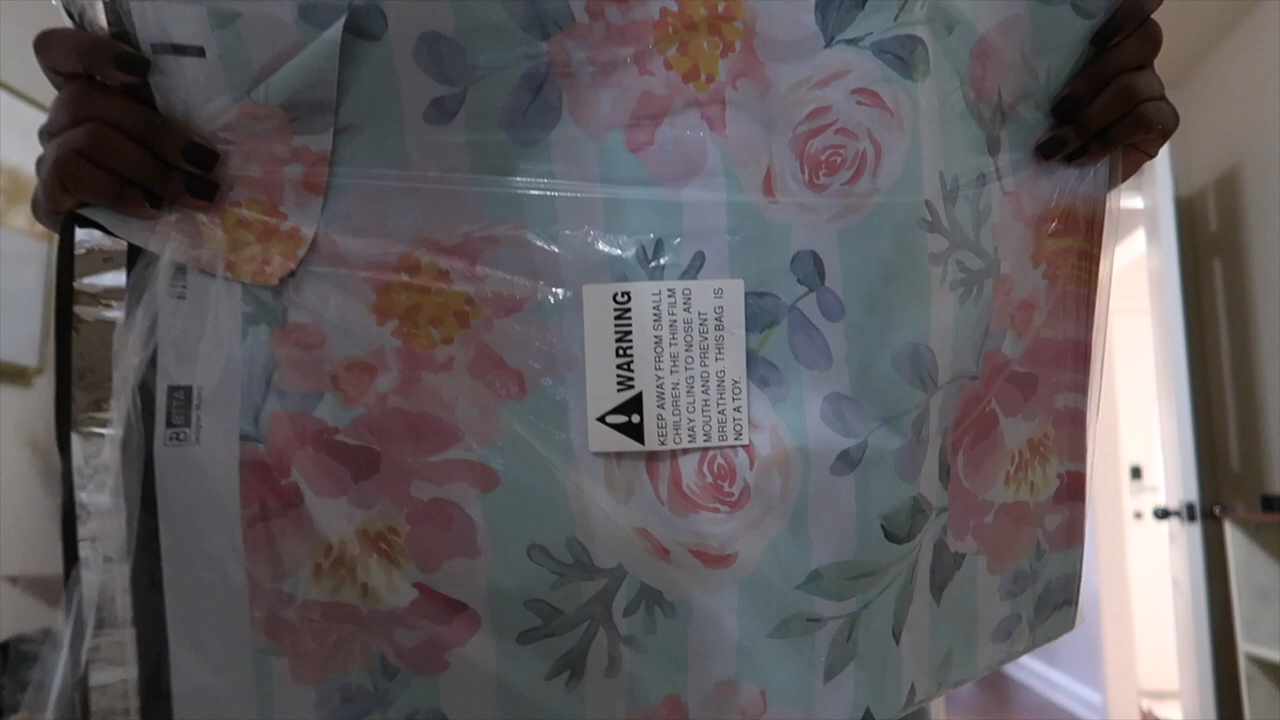 WARNING
KEEP AWAY FROM SMALL
CHILDREN. THE THIN FILM
MAY CLING TO NOSE AND
MOUTH AND PREVENT
BREATHING. THIS BAG IS
NOT A TOY.